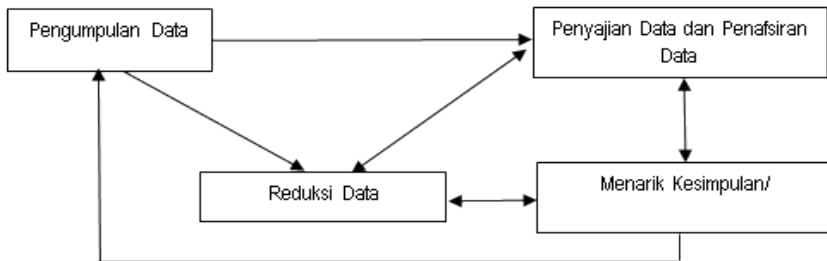 Pengumpulan Data
Penyajian Data dan Penafsiran
Data
Reduksi Data
Menarik Kesimpulan/